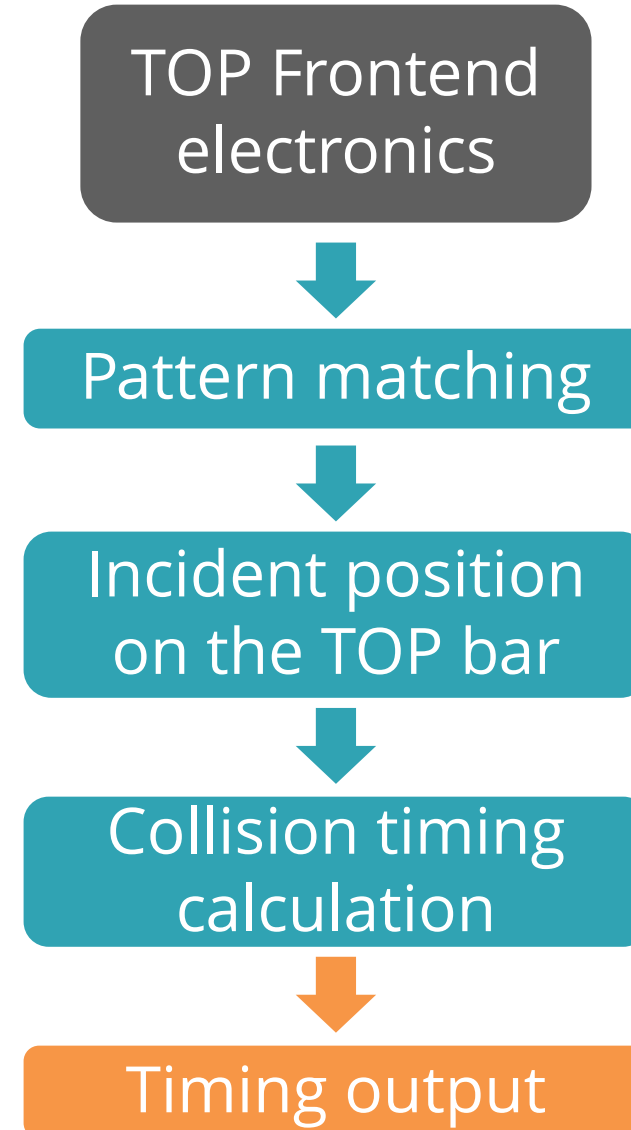 TOP Frontend
electronics
Pattern matching
Incident position
on the TOP bar
Collision timing
calculation
Timing output